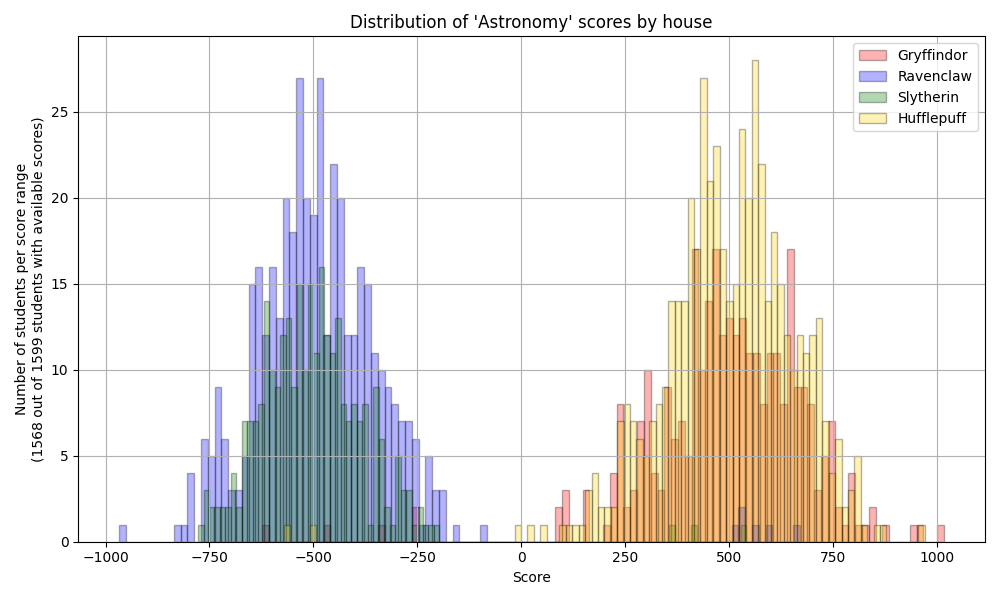 Distribution of 'Astronomy' scores by house
Gryffindor
Ravenclaw
Slytherin
Hufflepuff
Number of students per score range
(1568 out of 1599 students with available scores)
25
20
15
10
5
0
−1000
−750
−500
−250
0
250
500
750
1000
Score